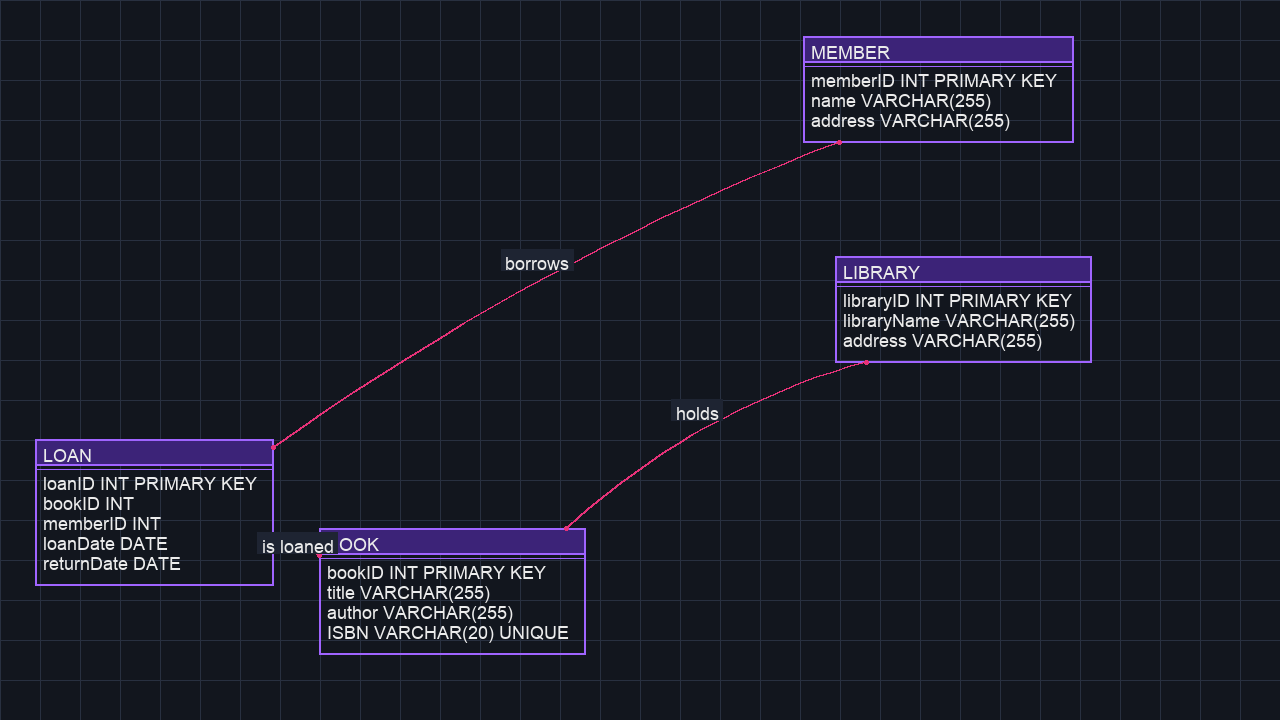 MEMBER
memberID INT PRIMARY KEY
name VARCHAR(255)
address VARCHAR(255)
borrows
LIBRARY
libraryID INT PRIMARY KEY
libraryName VARCHAR(255)
address VARCHAR(255)
holds
LOAN
loanID INT PRIMARY KEY
bookID INT
memberID INT
loanDate DATE
returnDate DATE
is loaned
OOK
bookID INT PRIMARY KEY
title VARCHAR(255)
author VARCHAR(255)
ISBN VARCHAR(20) UNIQUE